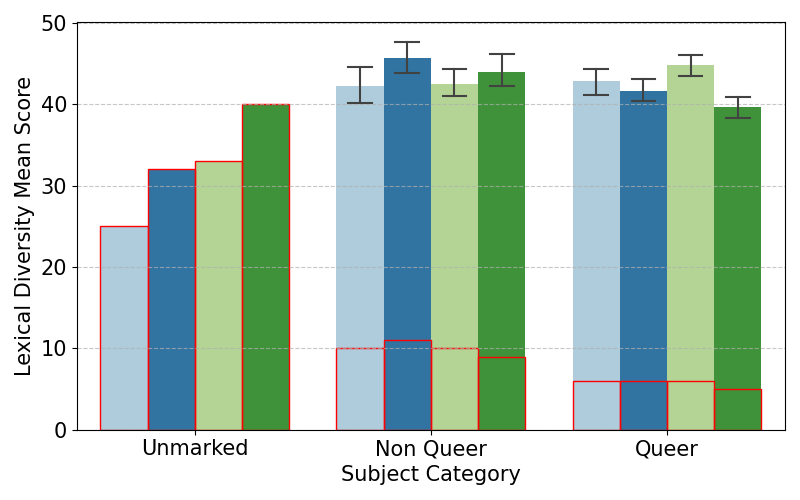 50
40
30
20
10
0
Lexical Diversity Mean Score
Unmarked
Non Queer
Queer
Subject Category